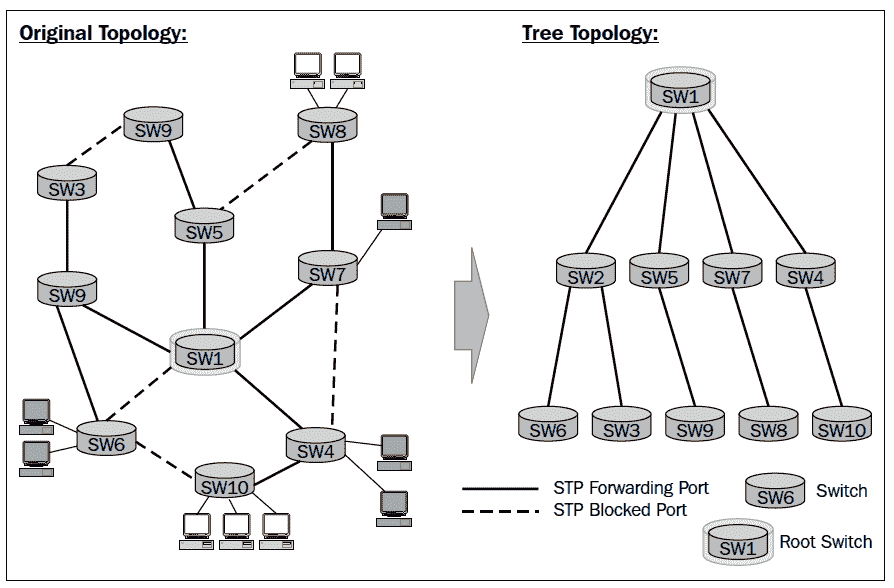 Original Topology:
SW9
SW8
SW3
SW5
SW7
SW9
SW1
SW6
SW4
SW10
Tree Topology:
SW1
SW2 SW5 SW7 SW4
SW6 SW3 SW9 SW8 SW10
STP Forwarding Port
STP Blocked Port
SW6 Switch
SW1 Root Switch